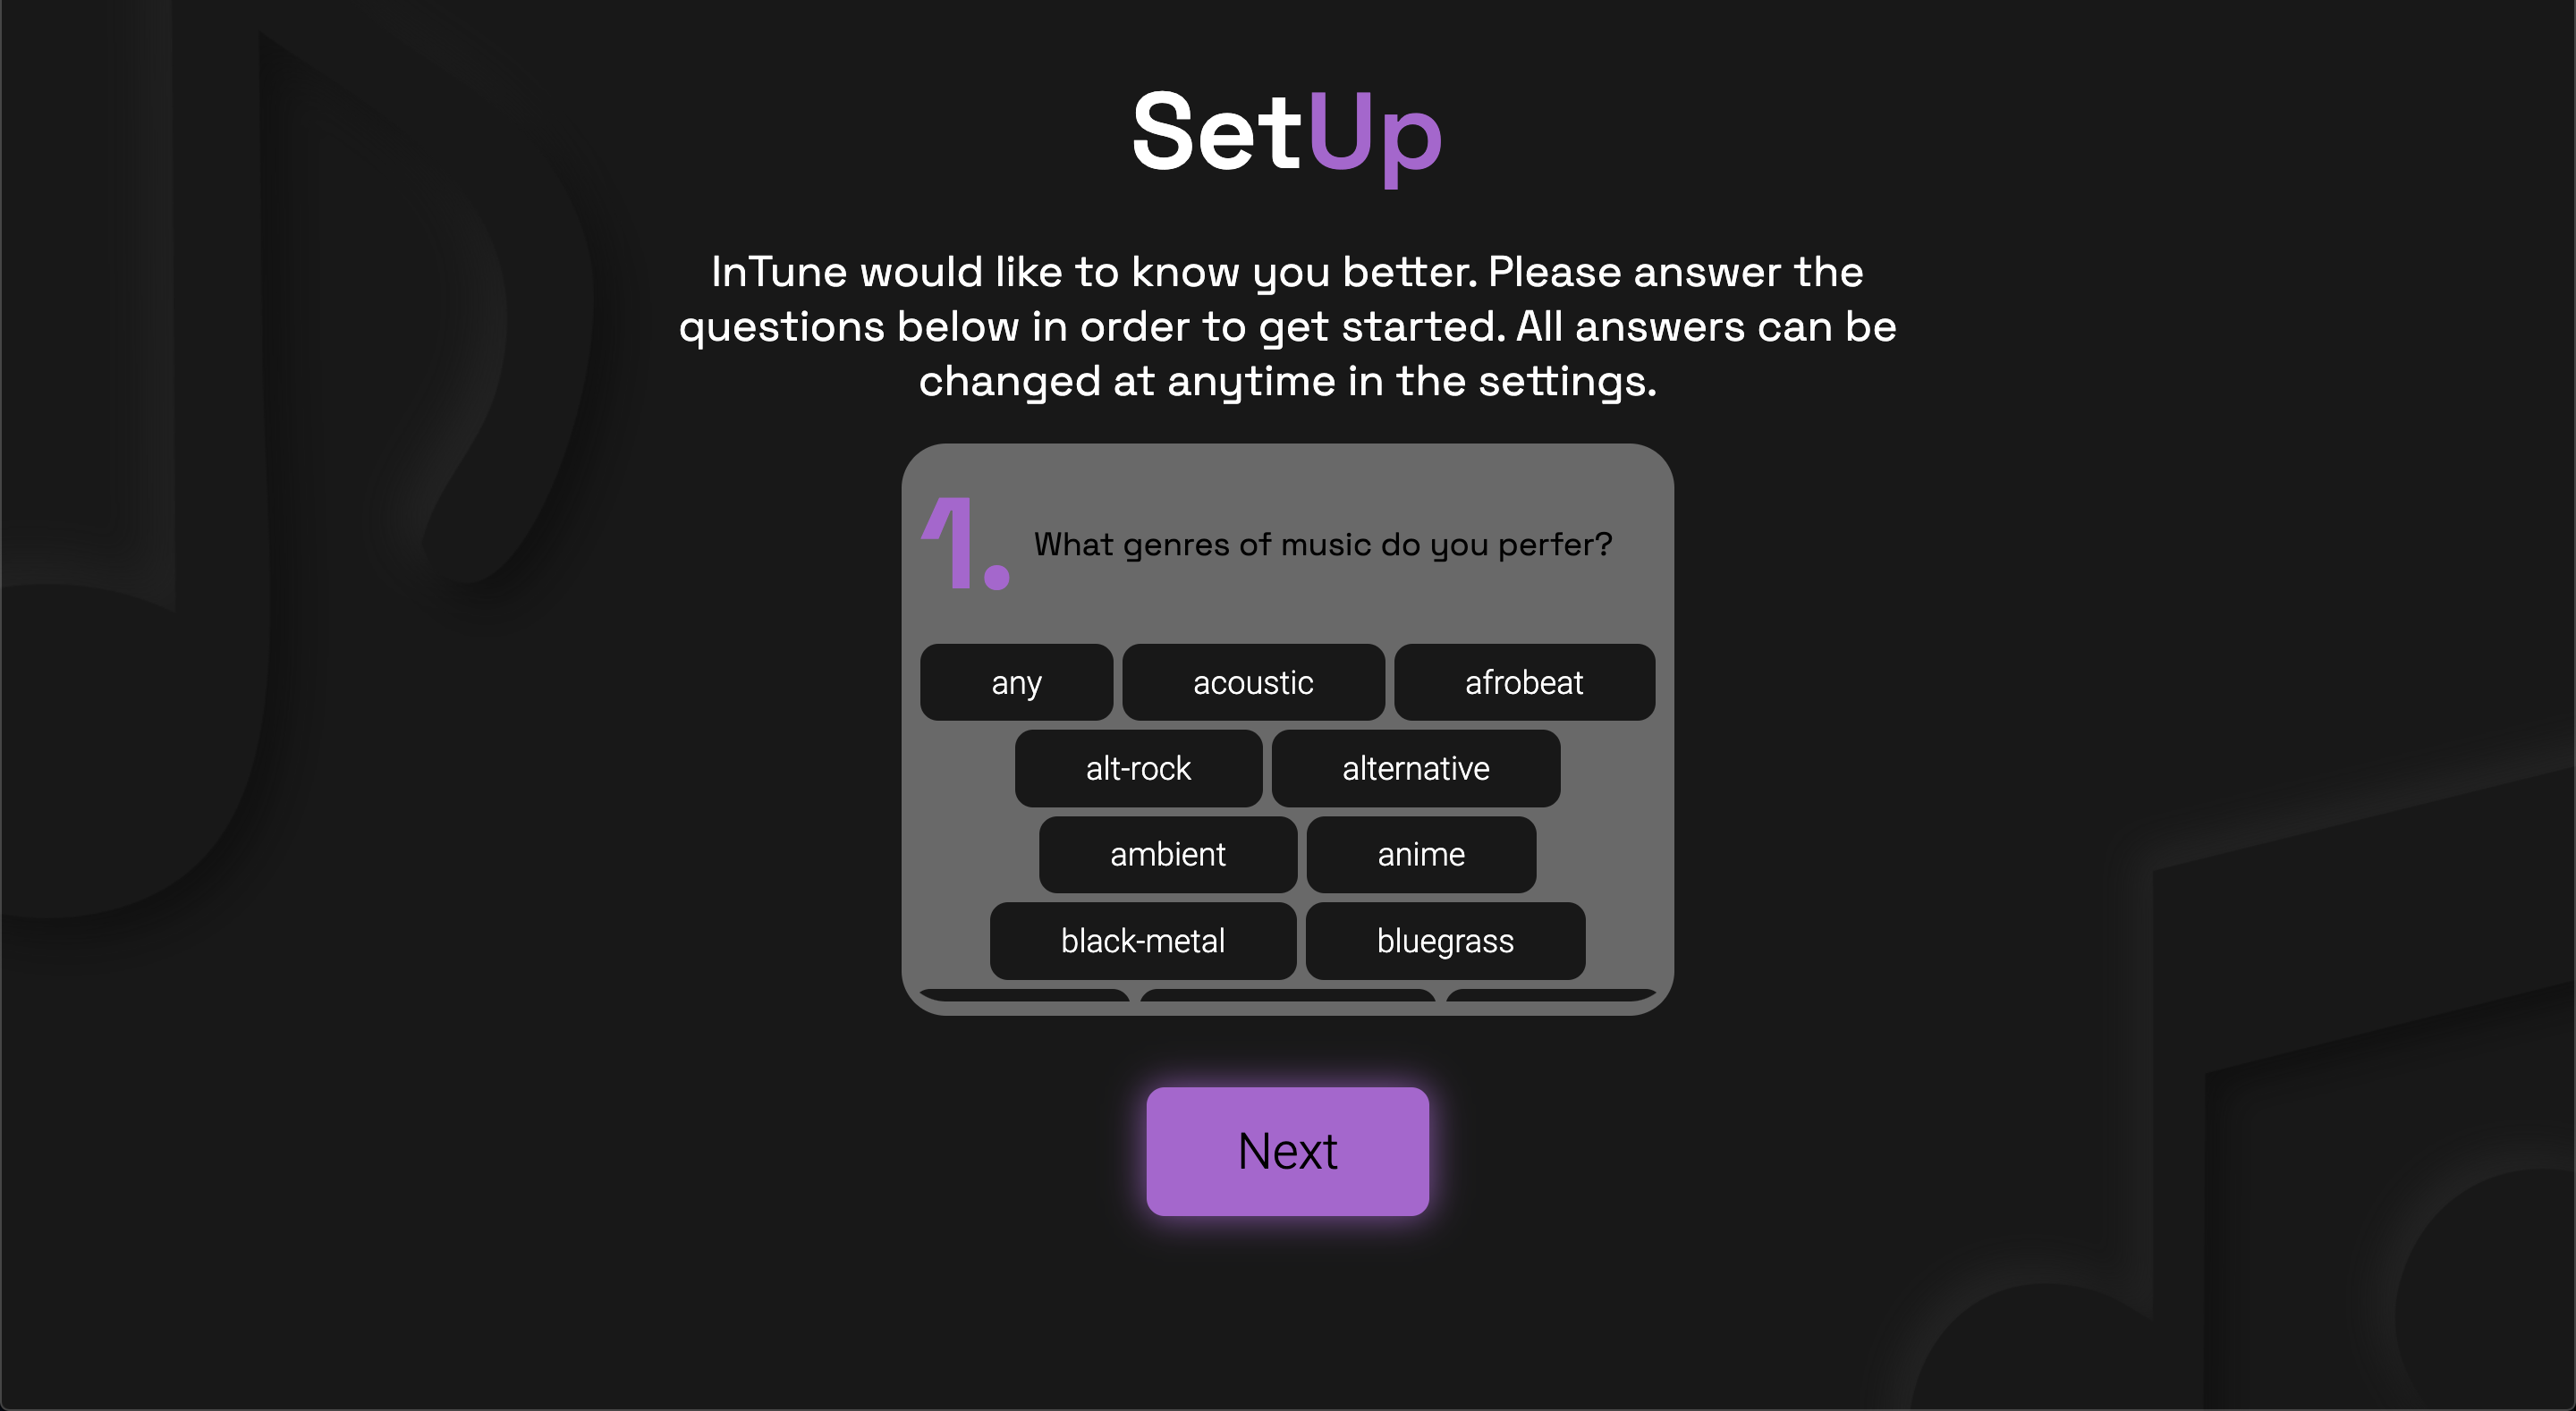 SetUp
InTune would like to know you better. Please answer the
questions below in order to get started. All answers can be
changed at anytime in the settings.
1. What genres of music do you perfer?
any acoustic afrobeat
alt-rock alternative
ambient anime
black-metal bluegrass
Next